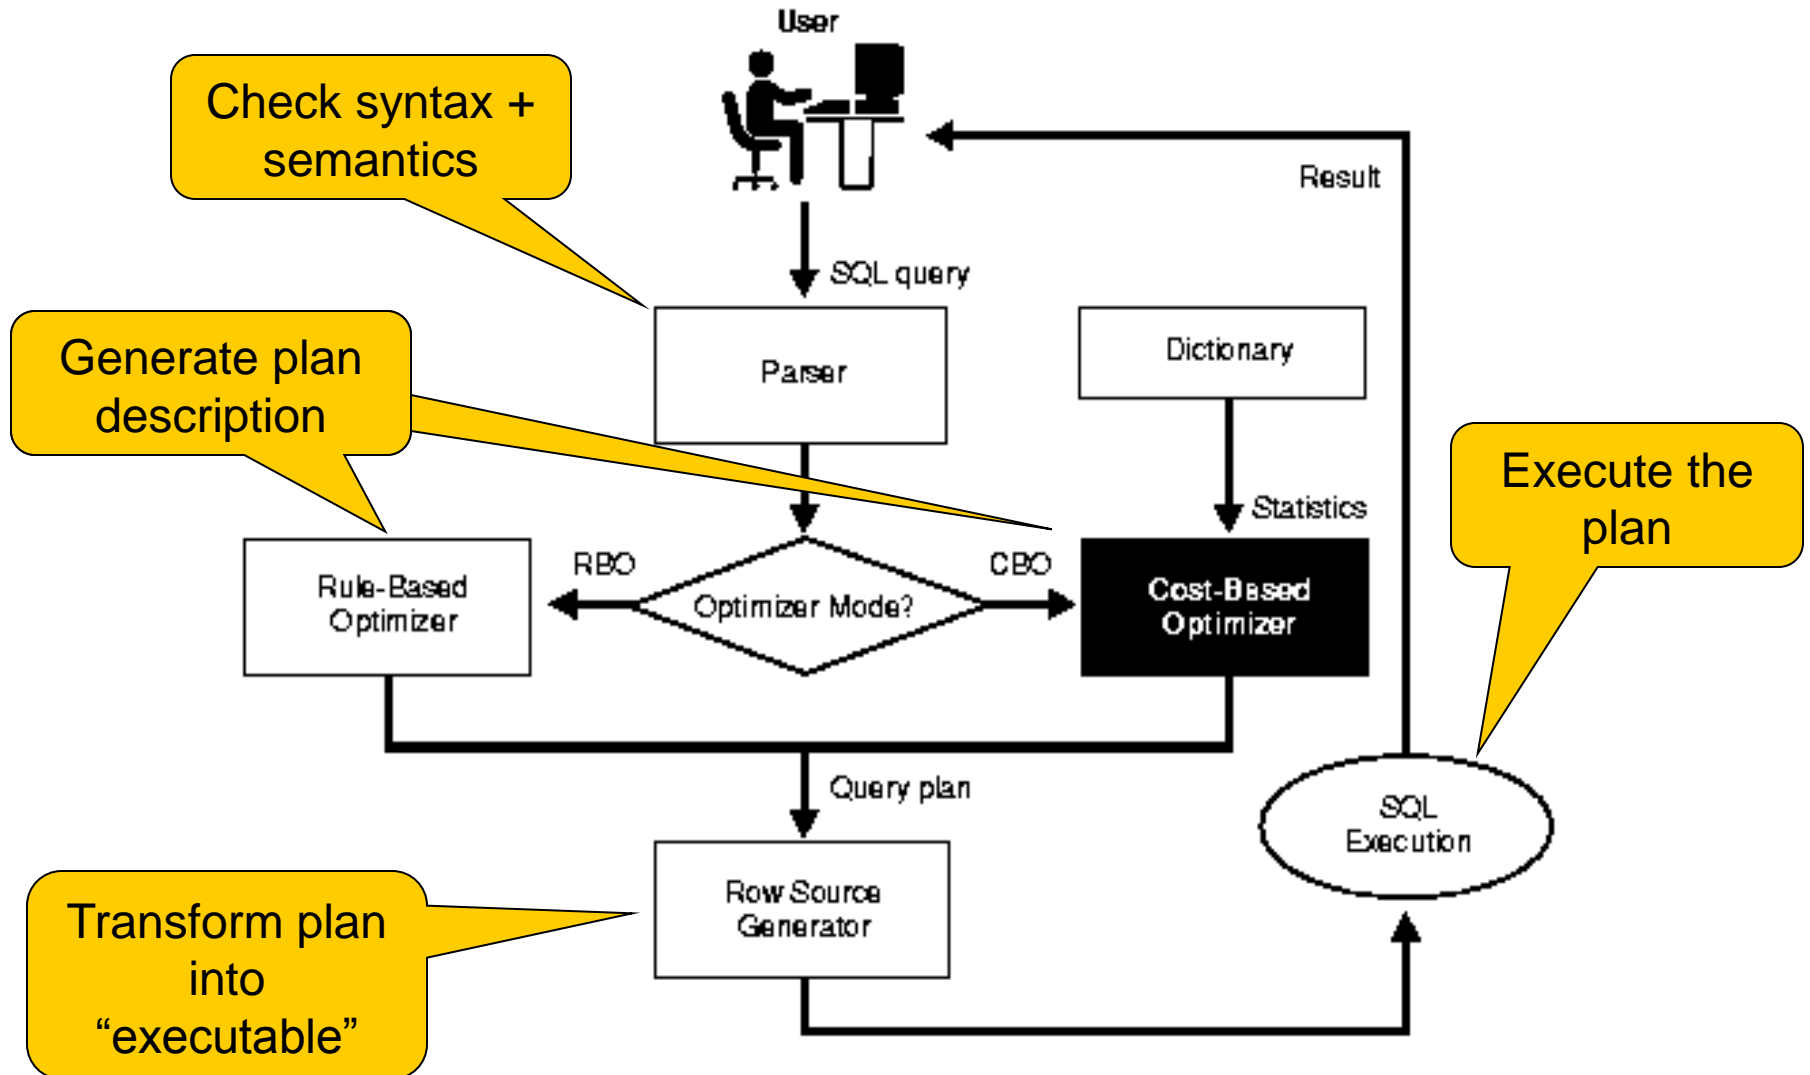 User
Check syntax +
semantics
Result
SQL query
Generate plan
description
Parser
Dictionary
Execute the
plan
Statistics
RBO
CBO
Rule-Based
Optimizer
Optimizer Mode?
Cost-Based
Optimizer
Query plan
SQL
Execution
Row Source
Generator
Transform plan
into
“executable”